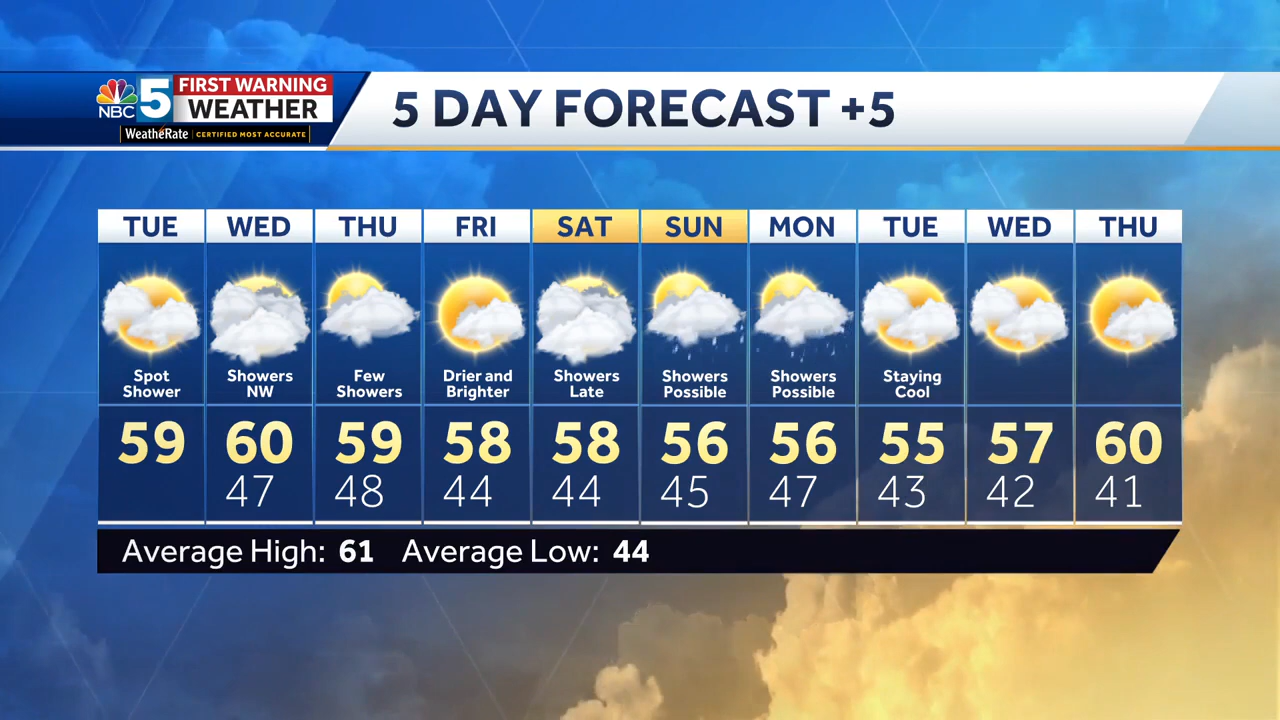 NBC 5 FIRST WARNING
WEATHER
WeatheRate CERTIFIED MOST ACCURATE
5 DAY FORECAST +5
TUE WED THU FRI SAT SUN MON TUE WED THU
Spot Showers Few Drier and Showers Showers Showers Staying
Shower NW Showers Brighter Late Possible Possible Cool
59 60 59 58 58 56 56 55 57 60
47 48 44 44 45 47 43 42 41
Average High: 61 Average Low: 44